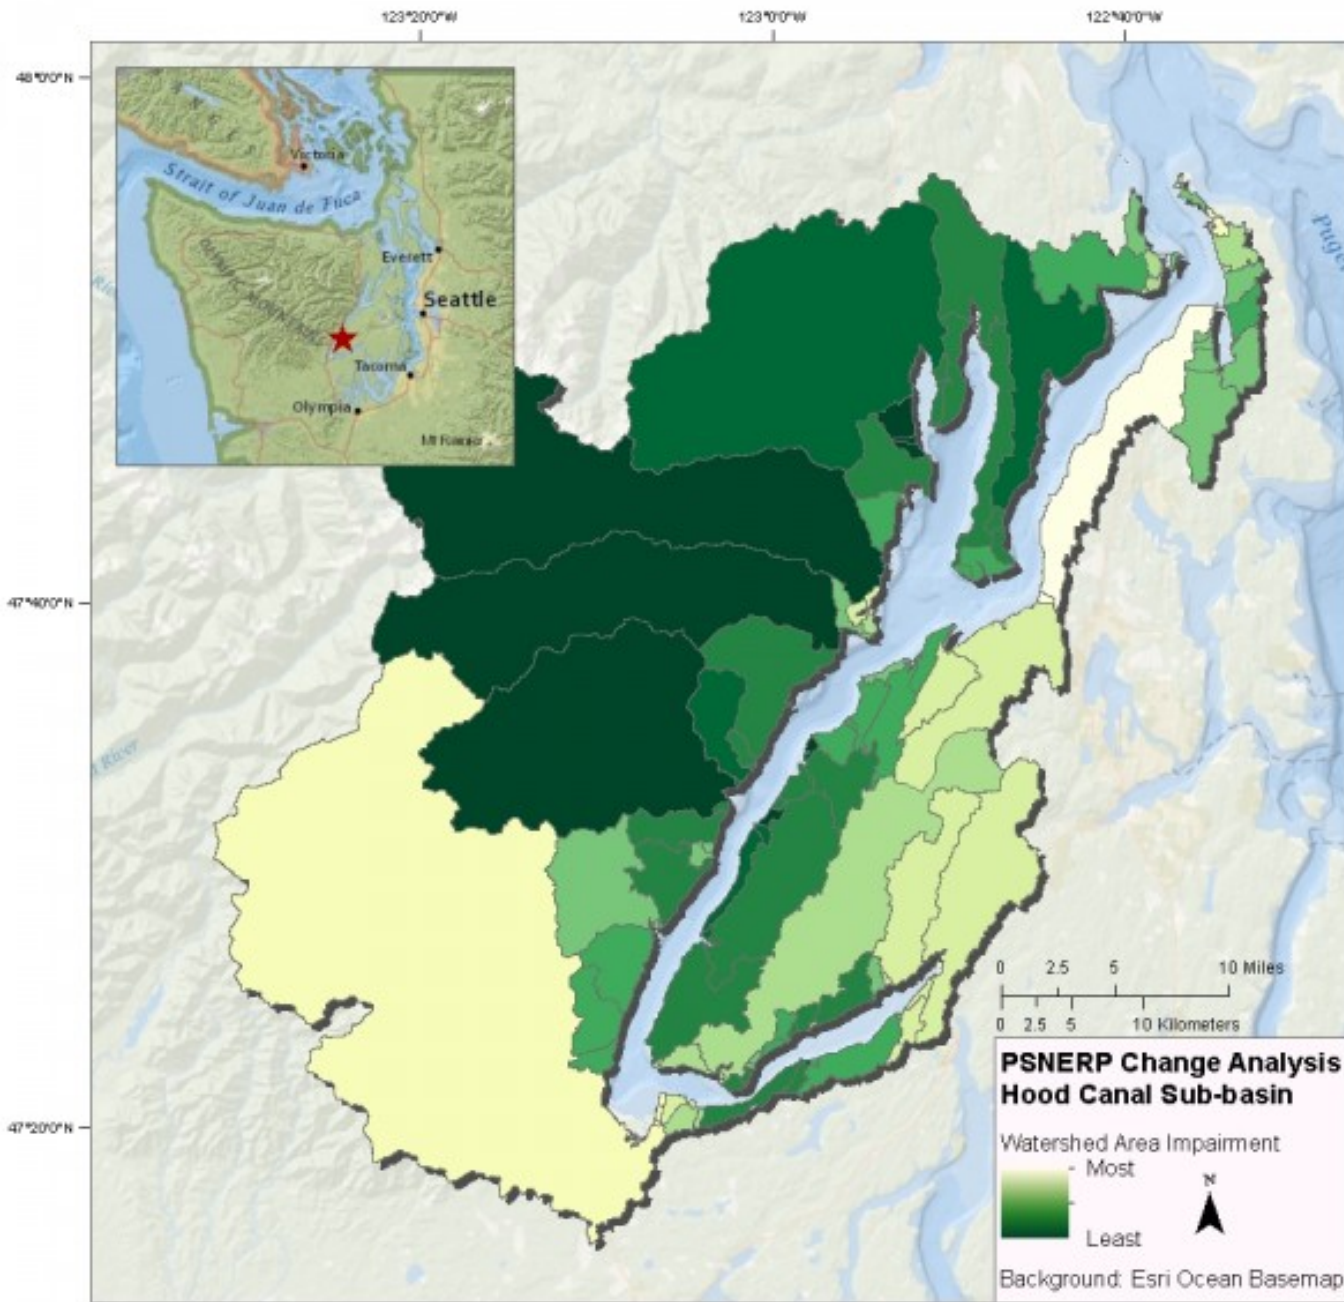 123°20'0"W
123°0'0"W
122°40'0"W
48°0'0"N
Victoria
Strait of Juan de Fuca
Everett
OLYMPIC MOUNTAINS
Seattle
Tacoma
Olympia
Mt Rainier
47°40'0"N
River
47°20'0"N
0 2.5 5 10 Miles
0 2.5 5 10 Kilometers
PSNERP Change Analysis
Hood Canal Sub-basin
Watershed Area Impairment
Most
N
Least
Background: Esri Ocean Basemap